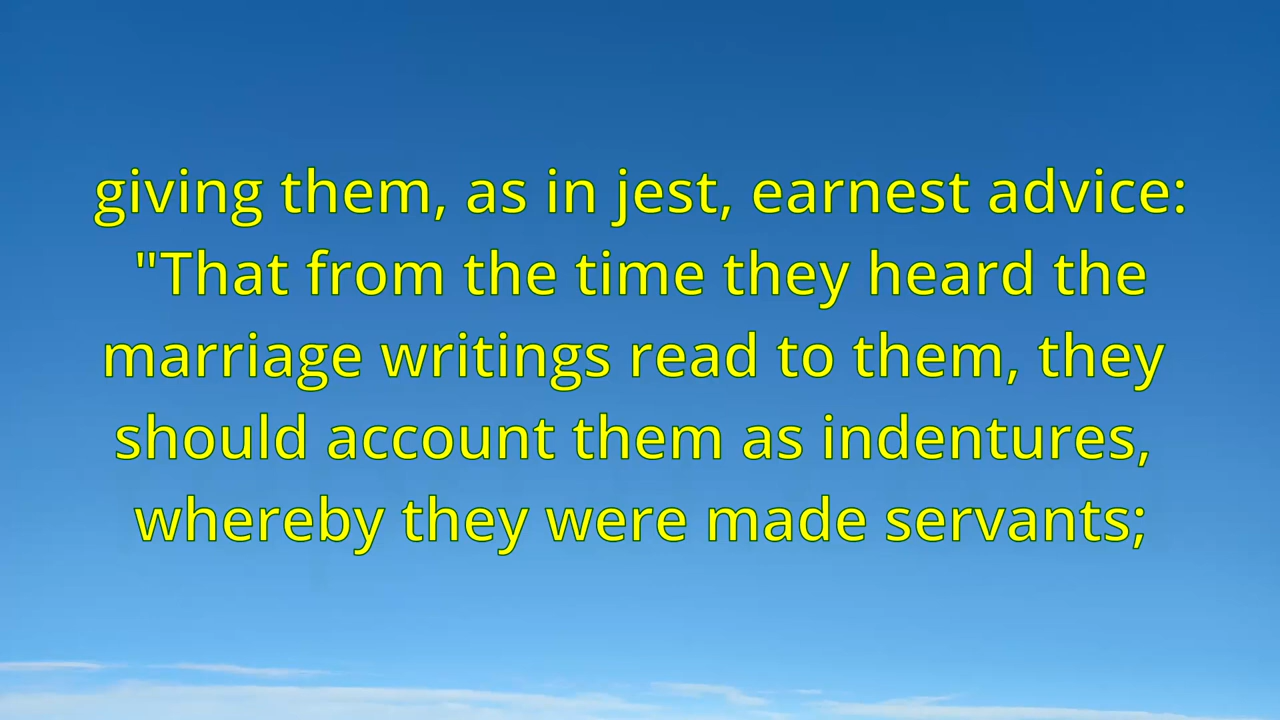 giving them, as in jest, earnest advice:
"That from the time they heard the
marriage writings read to them, they
should account them as indentures,
whereby they were made servants;